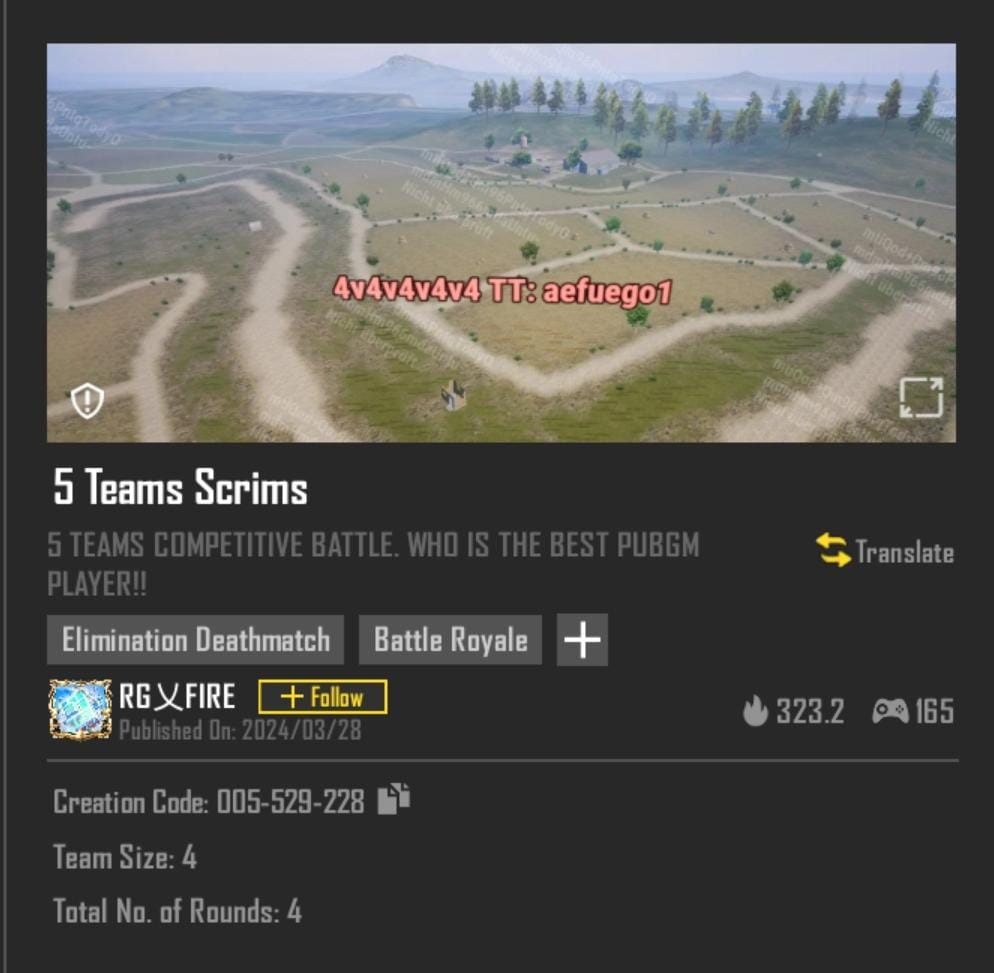 4v4v4v4v4 TT: aefuego1
5 Teams Scrims
5 TEAMS COMPETITIVE BATTLE. WHO IS THE BEST PUBGM
PLAYER!!
Translate
Elimination Deathmatch
Battle Royale
RG乂FIRE
+ Follow
Published On: 2024/03/28
323.2
165
Creation Code: 005-529-228
Team Size: 4
Total No. of Rounds: 4